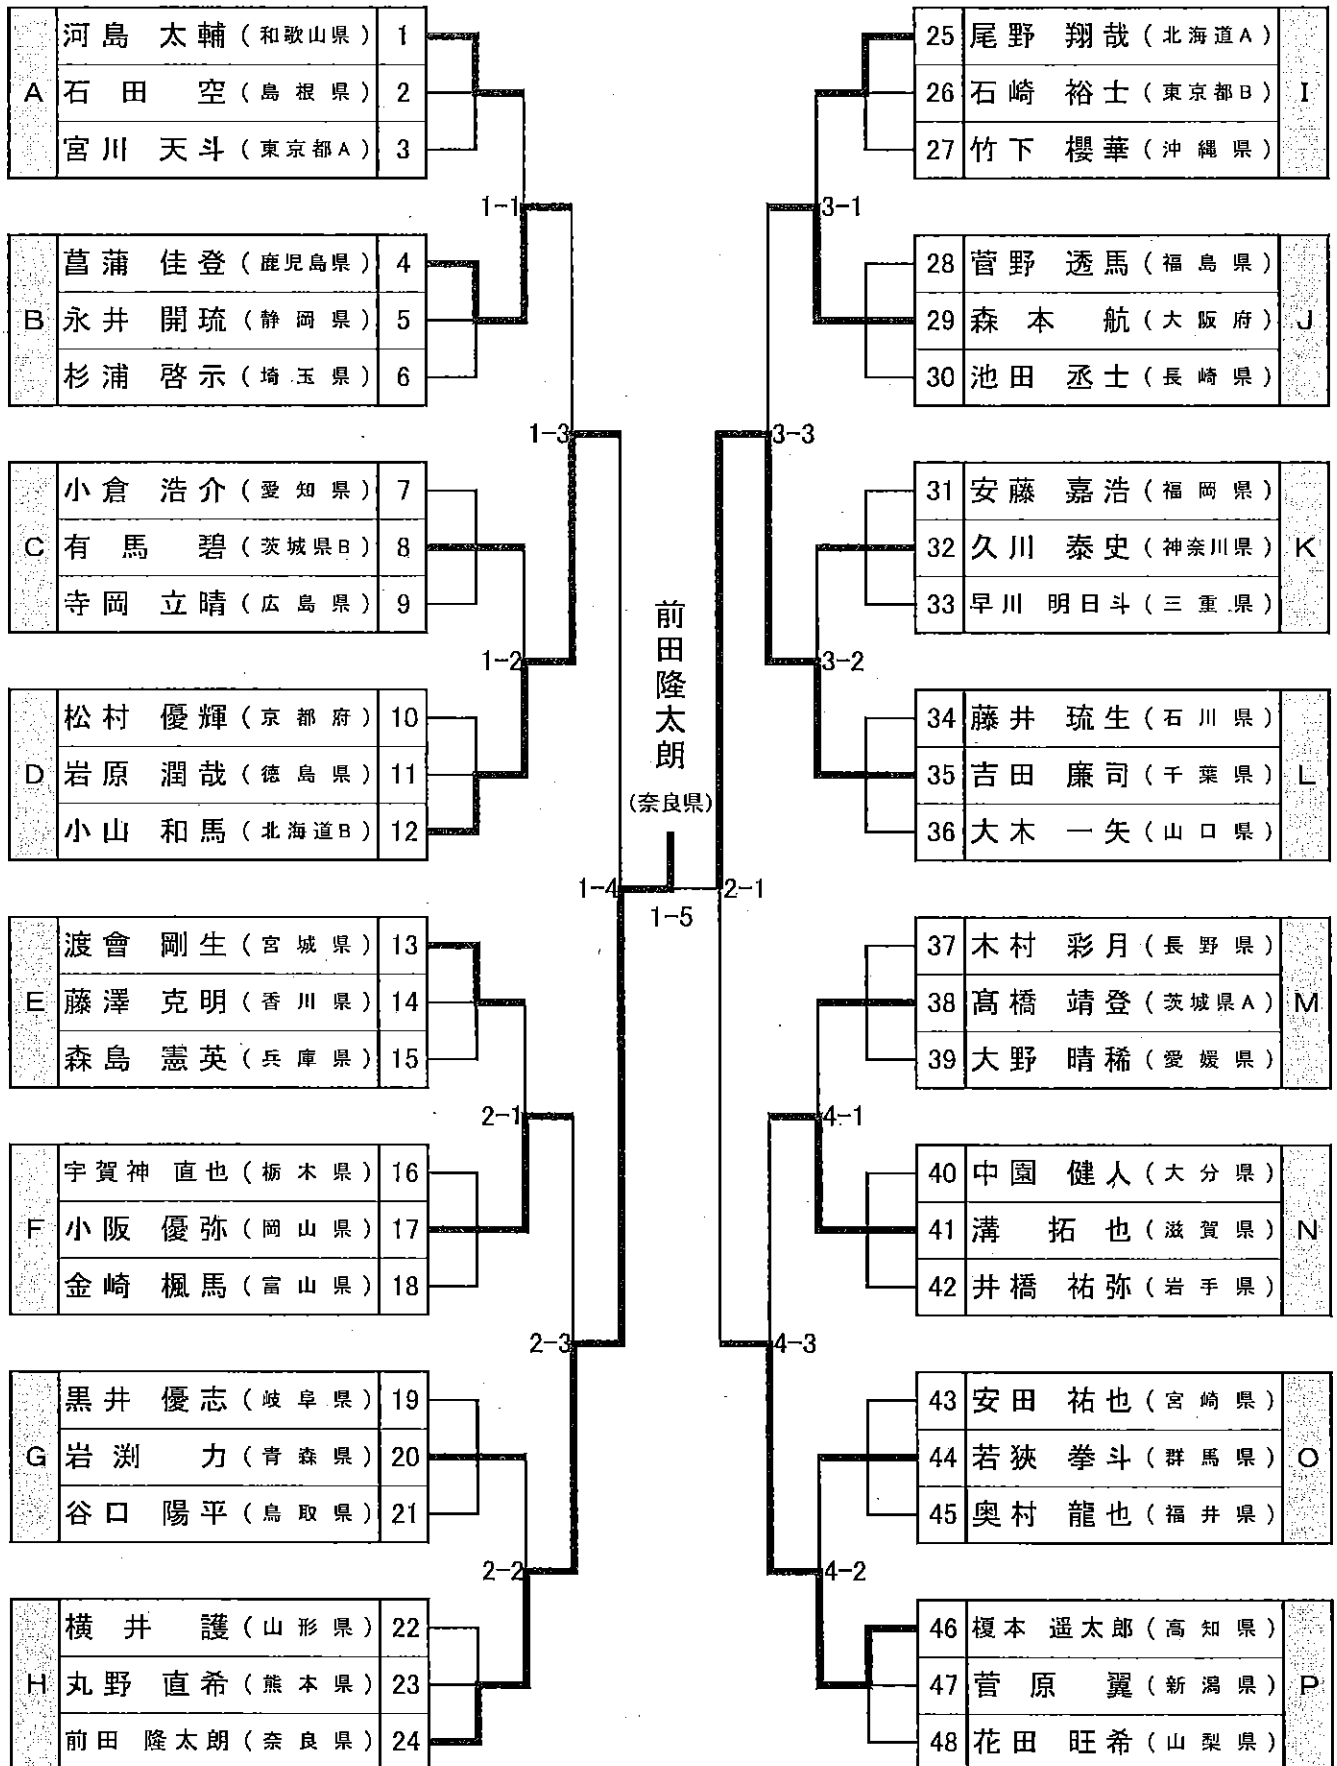 A
河島 太輔 (和歌山県) 1
石田 空 (島根県) 2
宮川 天斗 (東京都A) 3
B
菖蒲 佳登 (鹿児島県) 4
永井 開琉 (静岡県) 5
杉浦 啓示 (埼玉県) 6
C
小倉 浩介 (愛知県) 7
有馬 碧 (茨城県B) 8
寺岡 立晴 (広島県) 9
D
松村 優輝 (京都府) 10
岩原 潤哉 (徳島県) 11
小山 和馬 (北海道B) 12
E
渡會 剛生 (宮城県) 13
藤澤 克明 (香川県) 14
森島 憲英 (兵庫県) 15
F
宇賀神 直也 (栃木県) 16
小阪 優弥 (岡山県) 17
金崎 楓馬 (富山県) 18
G
黒井 優志 (岐阜県) 19
岩渕 力 (青森県) 20
谷口 陽平 (鳥取県) 21
H
横井 護 (山形県) 22
丸野 直希 (熊本県) 23
前田 隆太朗 (奈良県) 24
1-1
1-2
1-3
2-1
2-2
2-3
1-4
前田隆太朗
(奈良県)
1-5
2-1
3-1
3-2
3-3
4-1
4-2
4-3
25 尾野 翔哉 (北海道A)
26 石崎 裕士 (東京都B)
27 竹下 櫻華 (沖縄県)
I
28 菅野 透馬 (福島県)
29 森本 航 (大阪府)
30 池田 丞士 (長崎県)
J
31 安藤 嘉浩 (福岡県)
32 久川 泰史 (神奈川県)
33 早川 明日斗 (三重県)
K
34 藤井 琉生 (石川県)
35 吉田 廉司 (千葉県)
36 大木 一矢 (山口県)
L
37 木村 彩月 (長野県)
38 髙橋 靖登 (茨城県A)
39 大野 晴稀 (愛媛県)
M
40 中園 健人 (大分県)
41 溝 拓也 (滋賀県)
42 井橋 祐弥 (岩手県)
N
43 安田 祐也 (宮崎県)
44 若狹 拳斗 (群馬県)
45 奥村 龍也 (福井県)
O
46 榎本 遥太郎 (高知県)
47 菅原 翼 (新潟県)
48 花田 旺希 (山梨県)
P